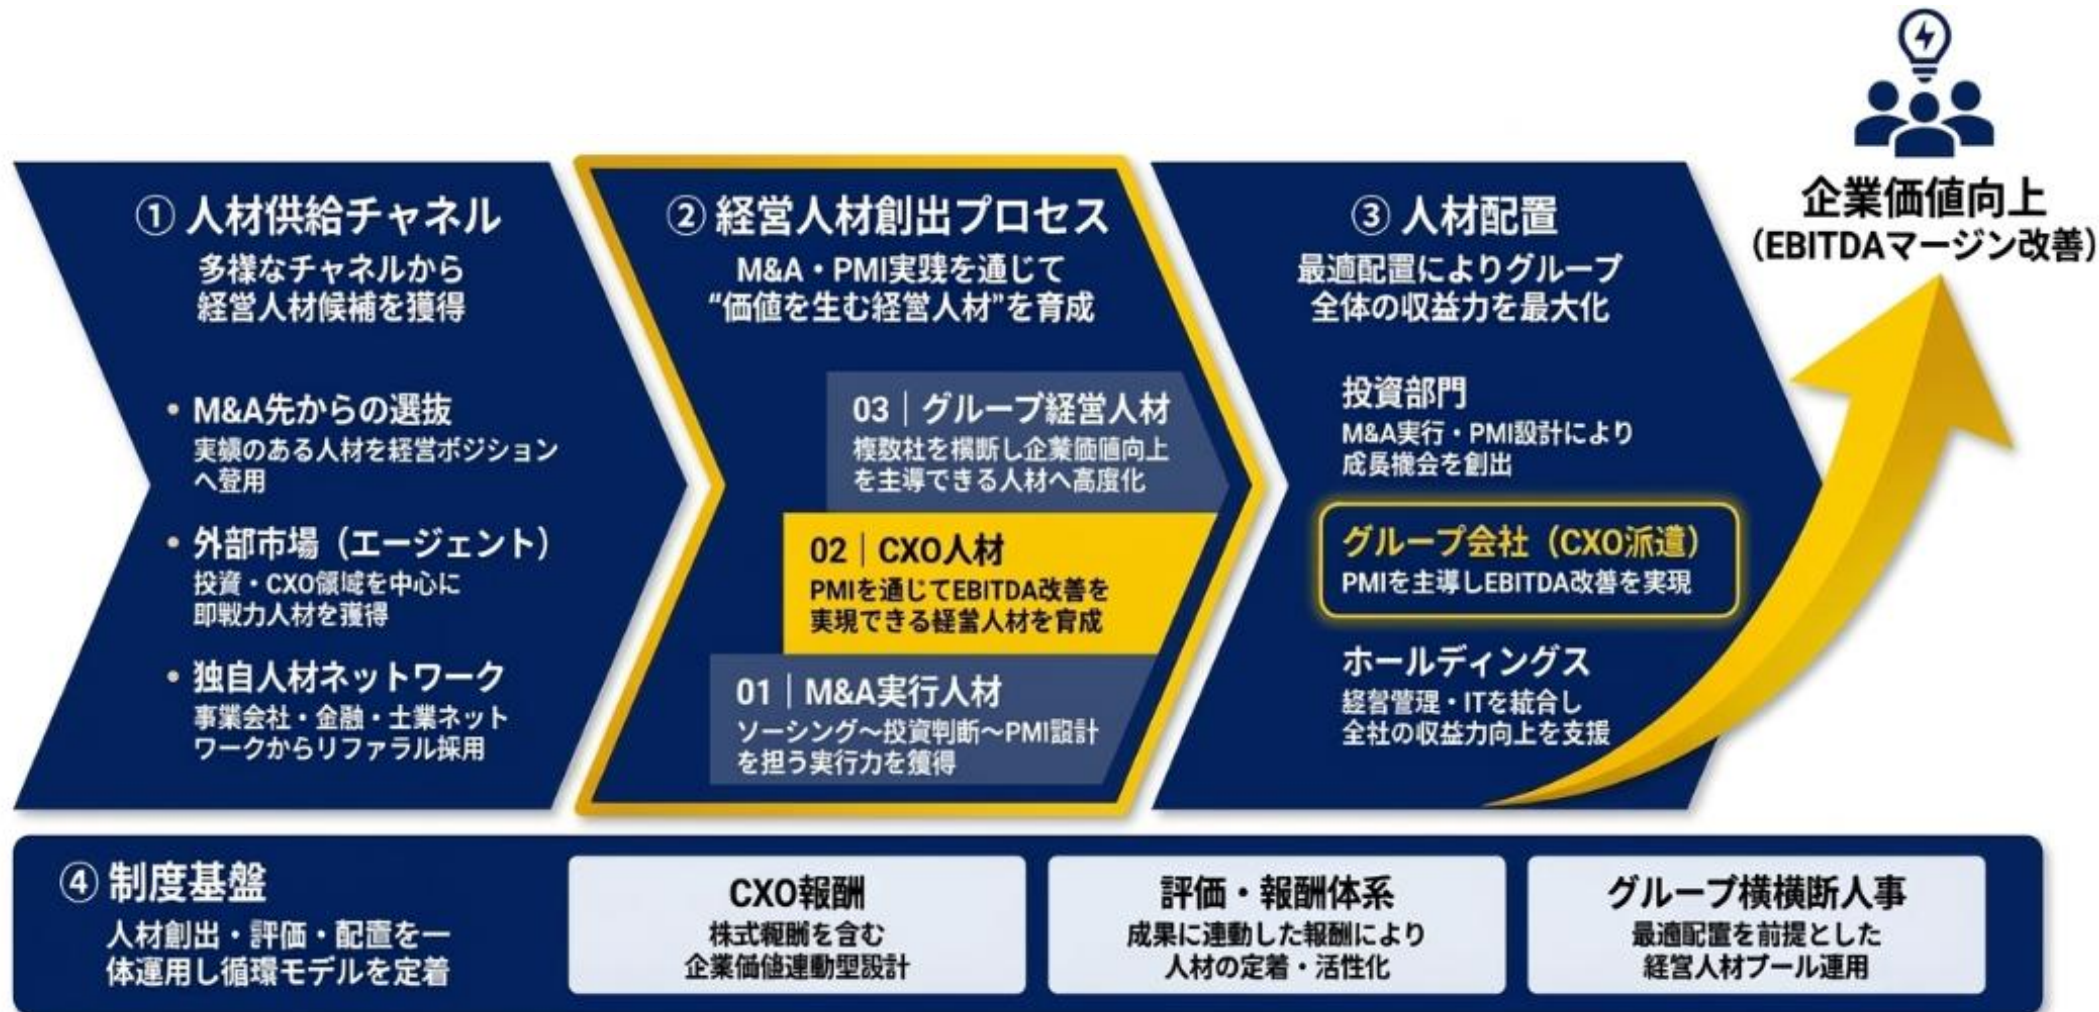 企業価値向上
（EBITDAマージン改善）
① 人材供給チャネル
多様なチャネルから
経営人材候補を獲得
• M&A先からの選抜
実績のある人材を経営ポジション
へ登用
• 外部市場（エージェント）
投資・CXO領域を中心に
即戦力人材を獲得
• 独自人材ネットワーク
事業会社・金融・士業ネット
ワークからリファラル採用
② 経営人材創出プロセス
M&A・PMI実践を通じて
“価値を生む経営人材”を育成
03｜グループ経営人材
複数社を横断し企業価値向上
を主導できる人材へ高度化
02｜CXO人材
PMIを通じてEBITDA改善を
実現できる経営人材を育成
01｜M&A実行人材
ソーシング～投資判断～PMI設計
を担う実行力を獲得
③ 人材配置
最適配置によりグループ
全体の収益力を最大化
投資部門
M&A実行・PMI設計により
成長機会を創出
グループ会社（CXO派遣）
PMIを主導しEBITDA改善を実現
ホールディングス
経営管理・ITを統合し
全社の収益力向上を支援
④ 制度基盤
人材創出・評価・配置を一
体運用し循環モデルを定着
CXO報酬
株式報酬を含む
企業価値連動型設計
評価・報酬体系
成果に連動した報酬により
人材の定着・活性化
グループ横横断人事
最適配置を前提とした
経営人材プール運用